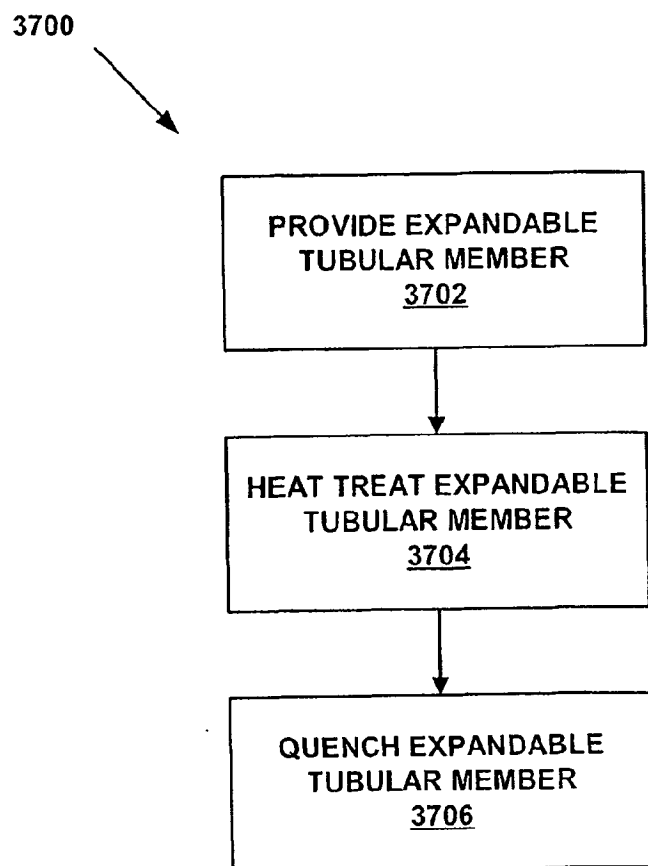 3700
PROVIDE EXPANDABLE
TUBULAR MEMBER
3702
HEAT TREAT EXPANDABLE
TUBULAR MEMBER
3704
QUENCH EXPANDABLE
TUBULAR MEMBER
3706